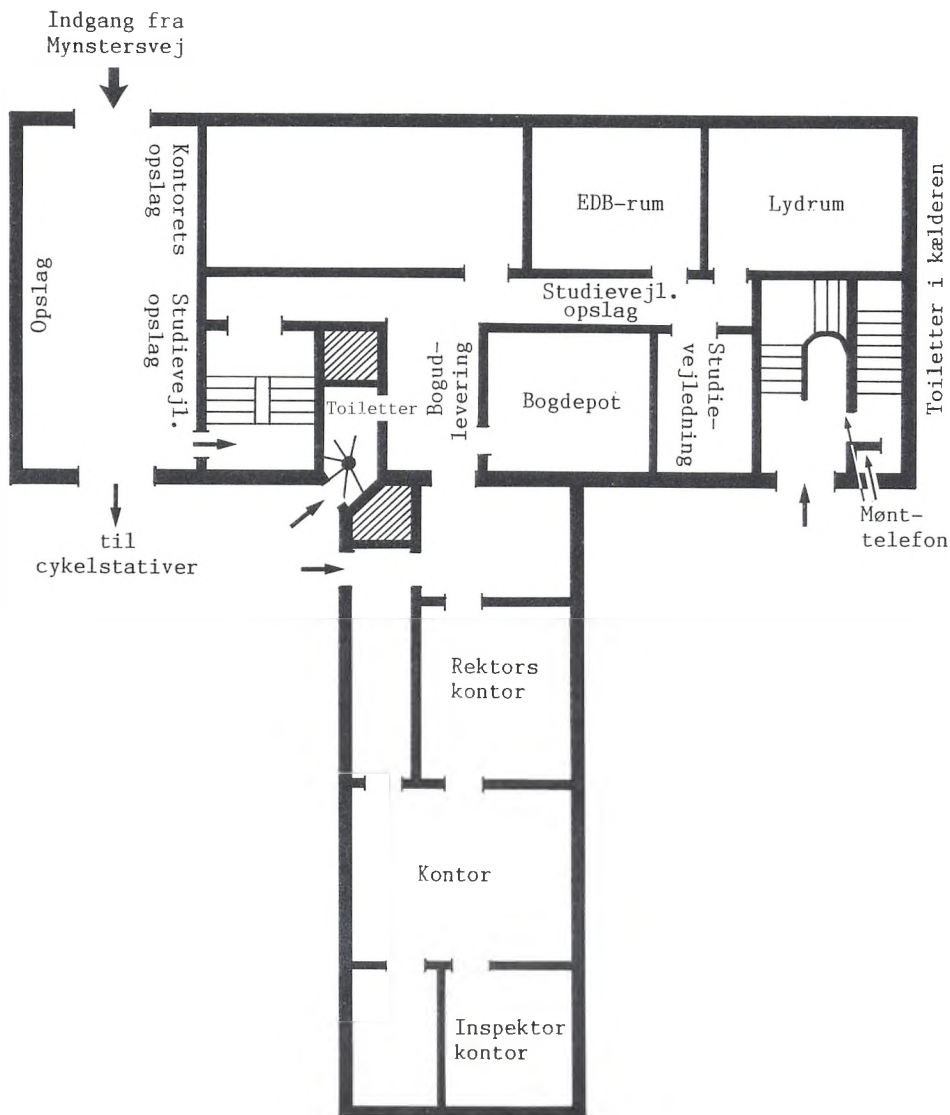 Indgang fra
Mynstersvej
Kontorets
opslag
Opslag
Studievejl.
opslag
EDB-rum
Lydrum
Toiletter i kælderen
Studievejl.
opslag
Toiletter
Bogud-
levering
Bogdepot
Studie-
vejledning
Mønt-
telefon
til
cykelstativer
Rektors
kontor
Kontor
Inspektor
kontor